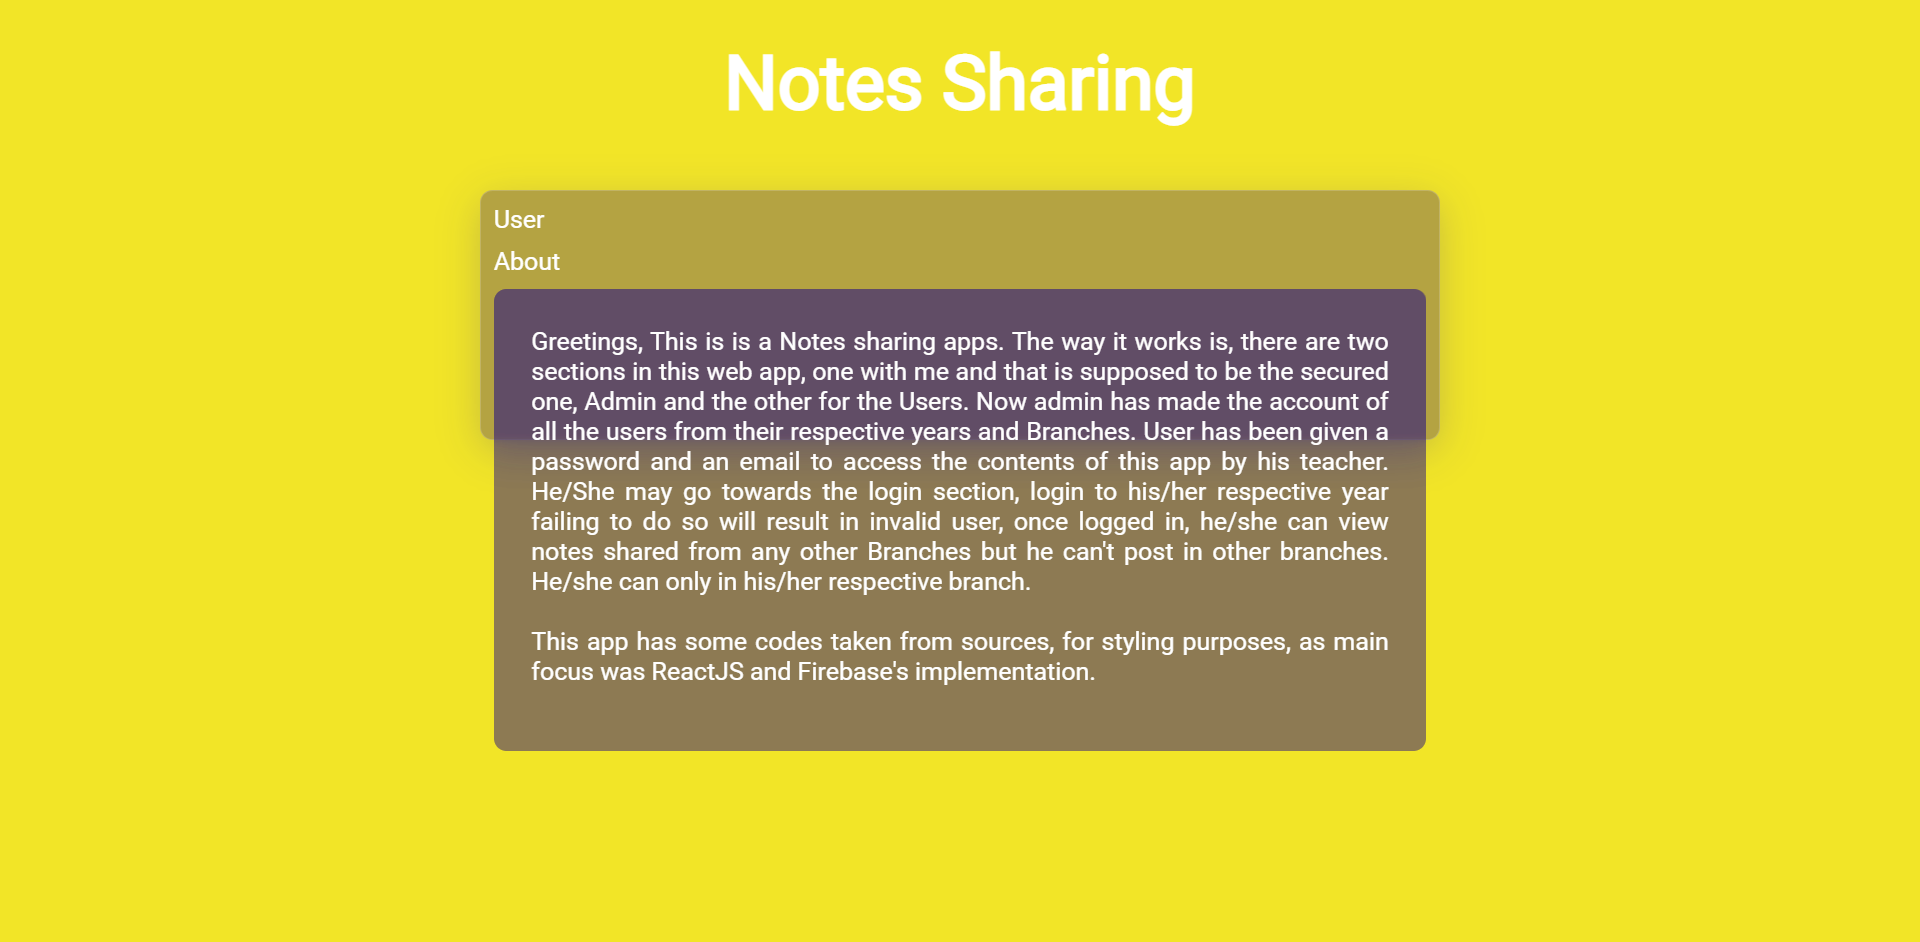 Notes Sharing
User
About
Greetings, This is is a Notes sharing apps. The way it works is, there are two
sections in this web app, one with me and that is supposed to be the secured
one, Admin and the other for the Users. Now admin has made the account of
all the users from their respective years and Branches. User has been given a
password and an email to access the contents of this app by his teacher.
He/She may go towards the login section, login to his/her respective year
failing to do so will result in invalid user, once logged in, he/she can view
notes shared from any other Branches but he can't post in other branches.
He/she can only in his/her respective branch.
This app has some codes taken from sources, for styling purposes, as main
focus was ReactJS and Firebase's implementation.